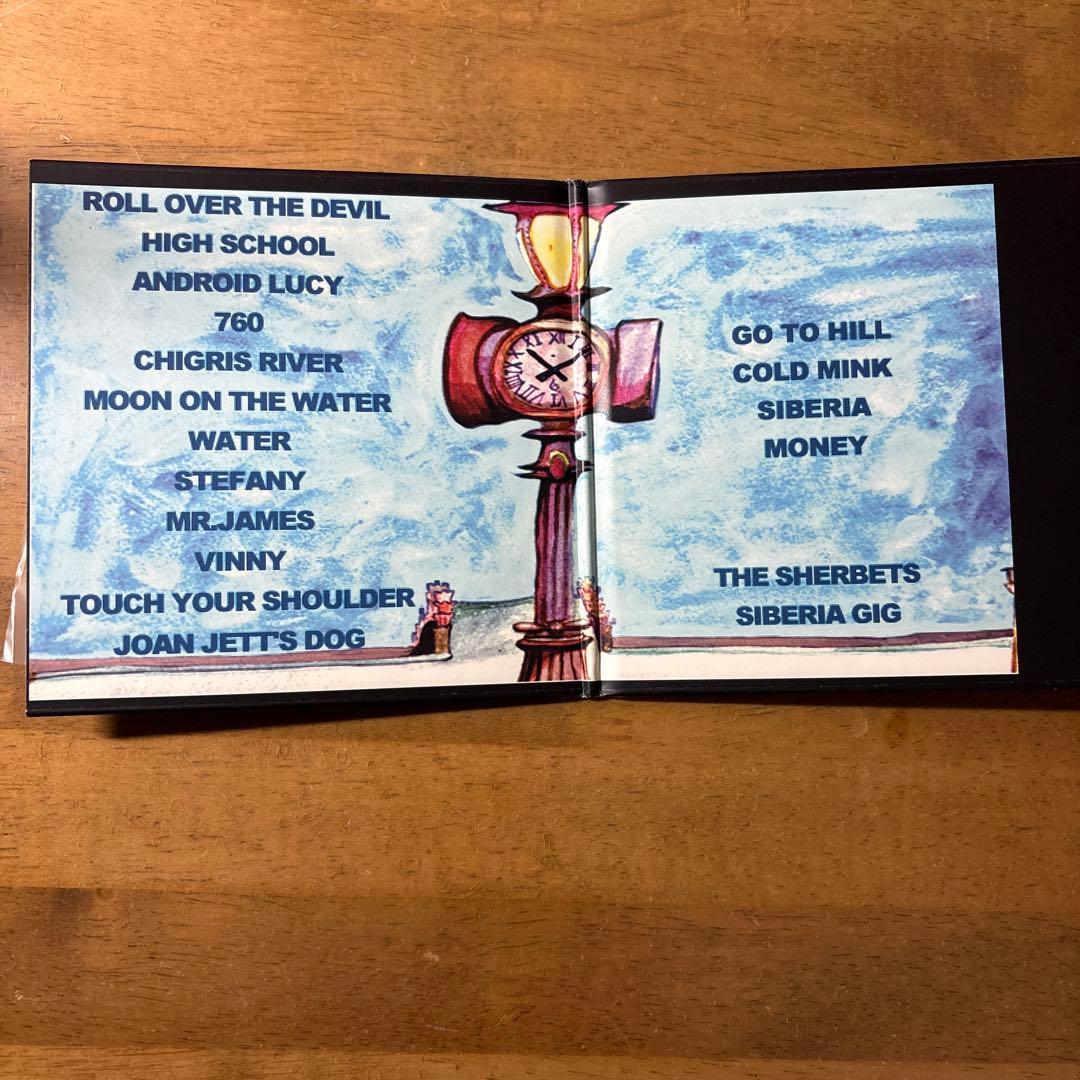 ROLL OVER THE DEVIL
HIGH SCHOOL
ANDROID LUCY
760
CHIGRIS RIVER
MOON ON THE WATER
WATER
STEFANY
MR.JAMES
VINNY
TOUCH YOUR SHOULDER
JOAN JETT'S DOG
GO TO HILL
COLD MINK
SIBERIA
MONEY
THE SHERBETS
SIBERIA GIG